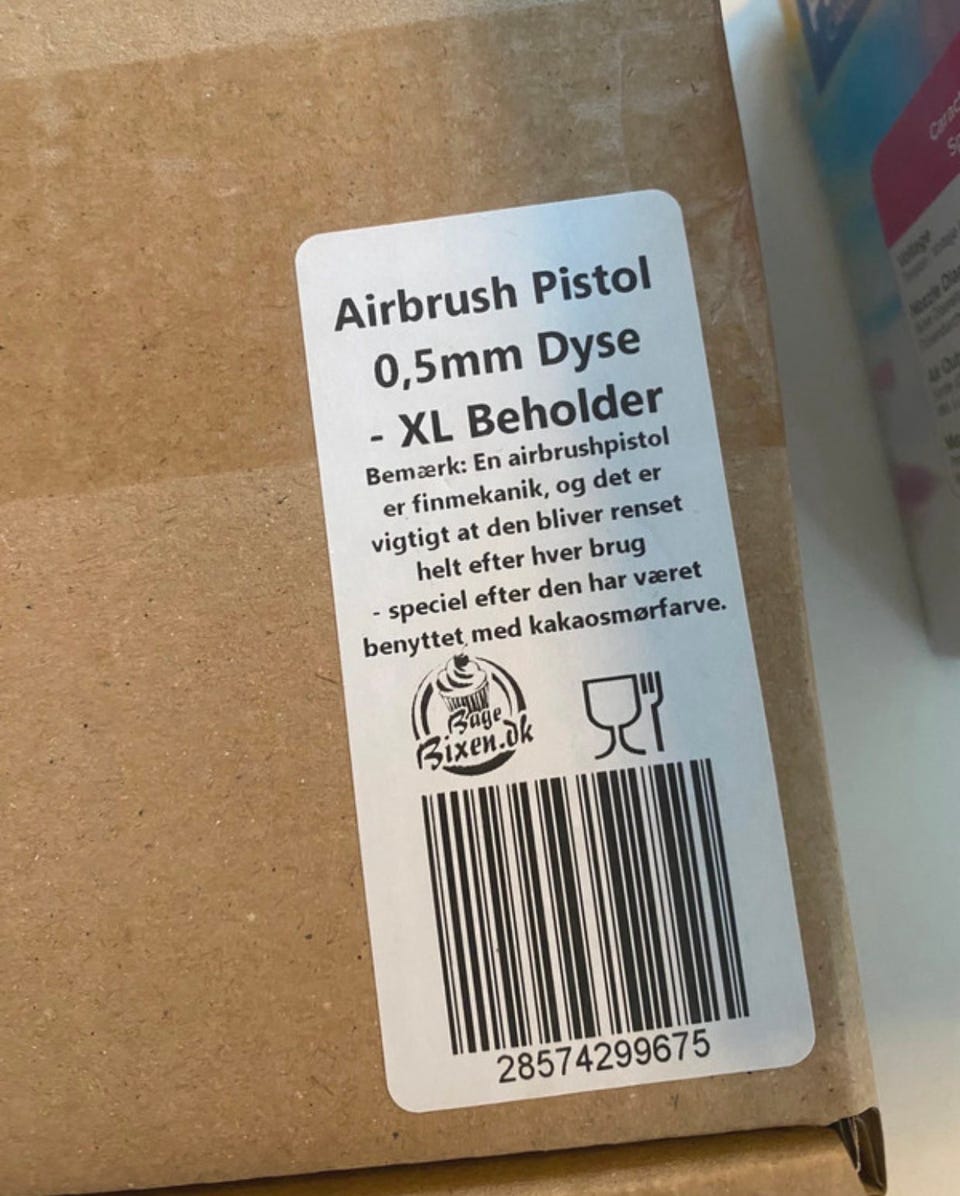 Airbrush Pistol
0,5mm Dyse
- XL Beholder
Bemærk: En airbrushpistol
er finmekanik, og det er
vigtigt at den bliver renset
helt efter hver brug
- speciel efter den har været
benyttet med kakaosmørfarve.
Bage
Bixen.dk
28574299675
Voltage